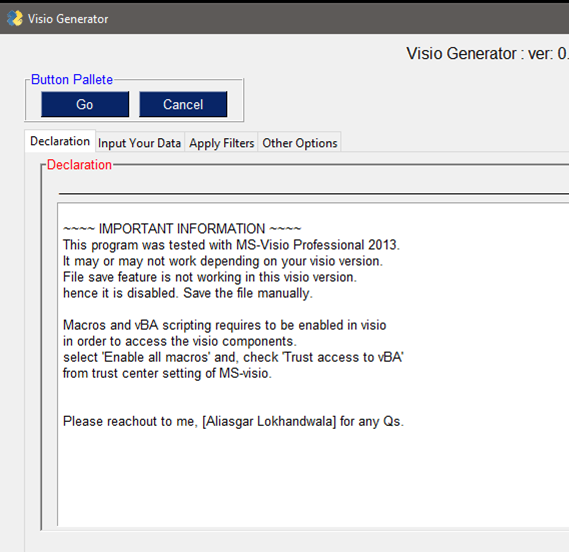 Visio Generator
Visio Generator : ver: 0.
Button Pallete
Go Cancel
Declaration Input Your Data Apply Filters Other Options
Declaration
~~~~ IMPORTANT INFORMATION ~~~~
This program was tested with MS-Visio Professional 2013.
It may or may not work depending on your visio version.
File save feature is not working in this visio version.
hence it is disabled. Save the file manually.
Macros and vBA scripting requires to be enabled in visio
in order to access the visio components.
select 'Enable all macros' and, check 'Trust access to vBA'
from trust center setting of MS-visio.
Please reachout to me, [Aliasgar Lokhandwala] for any Qs.